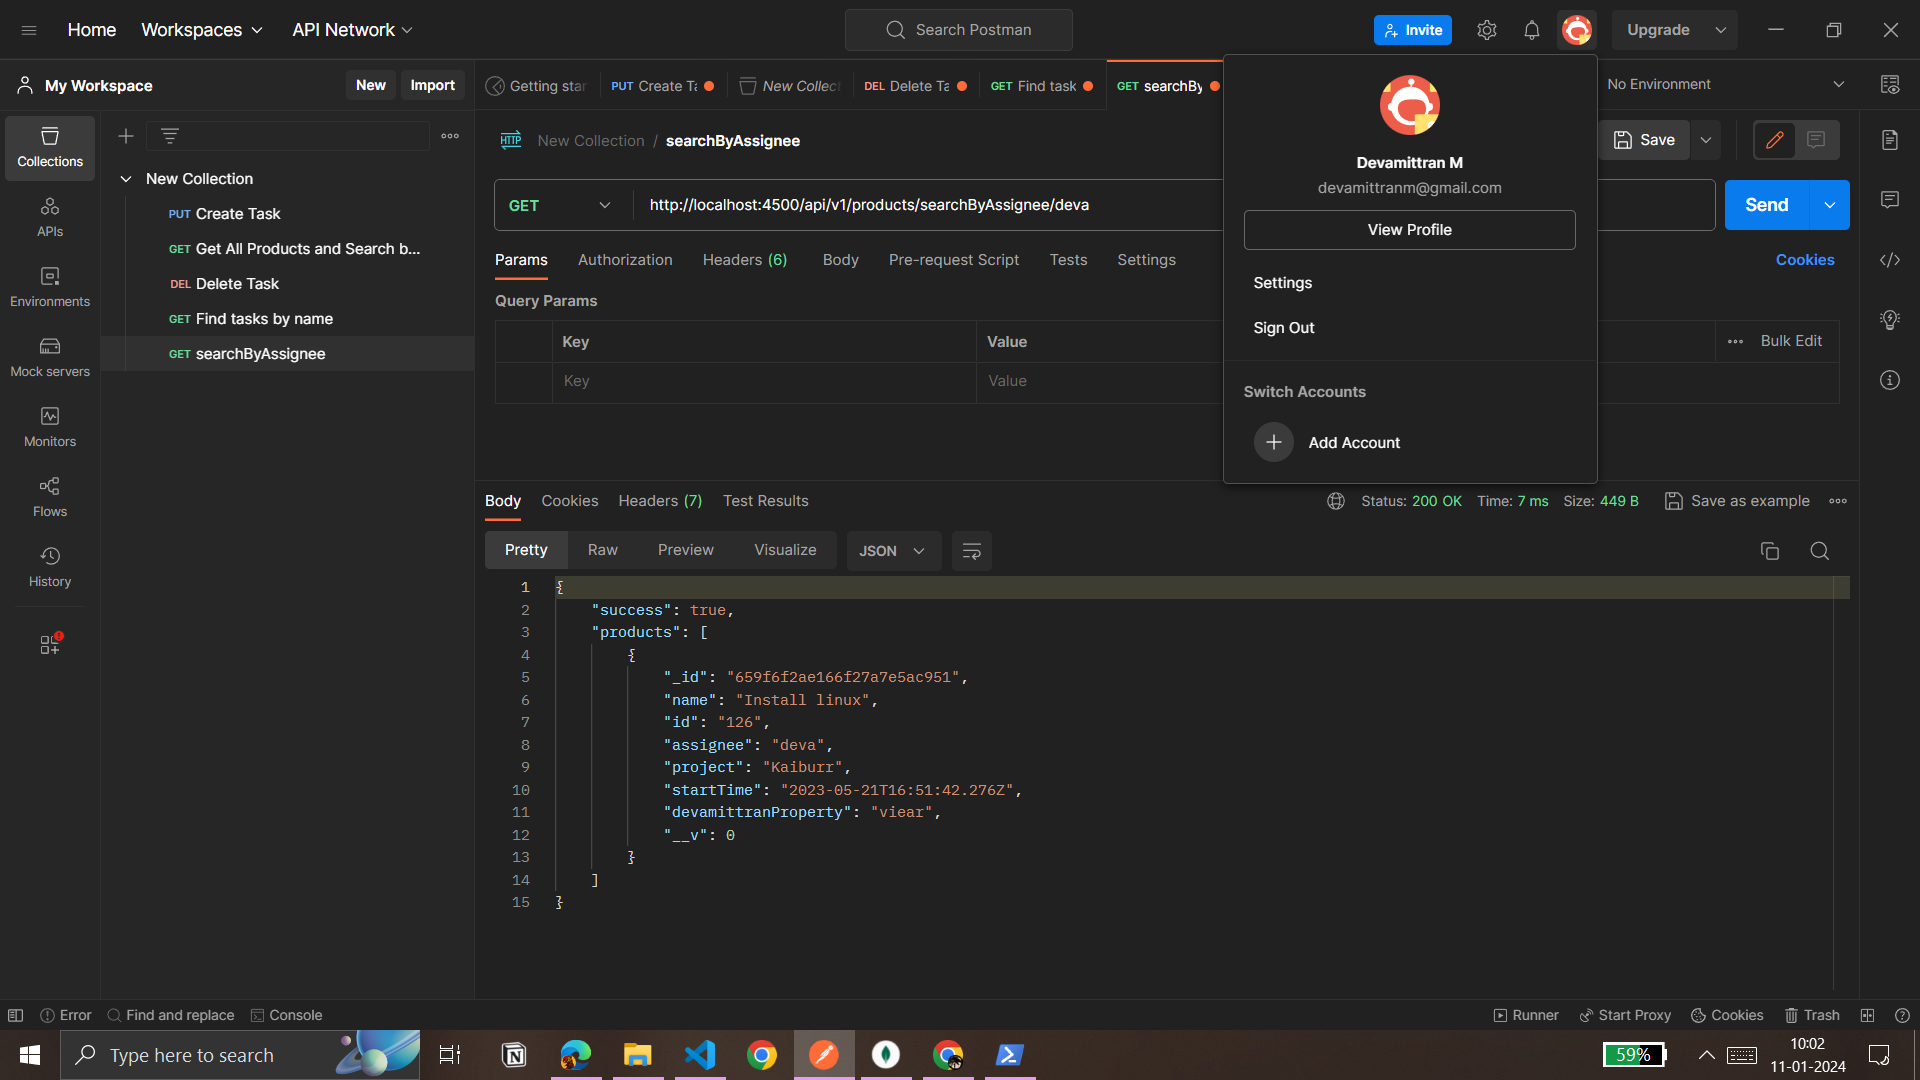 Home Workspaces API Network Search Postman Invite Upgrade
My Workspace New Import
Getting star PUT Create Ta New Collect DEL Delete Ta GET Find task GET searchBy No Environment
Collections
APIs
Environments
Mock servers
Monitors
Flows
History
New Collection
PUT Create Task
GET Get All Products and Search b...
DEL Delete Task
GET Find tasks by name
GET searchByAssignee
HTTP New Collection / searchByAssignee Save
GET http://localhost:4500/api/v1/products/searchByAssignee/deva Send
Params Authorization Headers (6) Body Pre-request Script Tests Settings Cookies
Query Params
Key Value Bulk Edit
Key Value
Devamittran M
devamittranm@gmail.com
View Profile
Settings
Sign Out
Switch Accounts
Add Account
Body Cookies Headers (7) Test Results Status: 200 OK Time: 7 ms Size: 449 B Save as example
Pretty Raw Preview Visualize JSON
1 {
2 "success": true,
3 "products": [
4 {
5 "_id": "659f6f2ae166f27a7e5ac951",
6 "name": "Install linux",
7 "id": "126",
8 "assignee": "deva",
9 "project": "Kaiburr",
10 "startTime": "2023-05-21T16:51:42.276Z",
11 "devamittranProperty": "viear",
12 "__v": 0
13 }
14 ]
15 }
Error Find and replace Console Runner Start Proxy Cookies Trash
Type here to search 59% 10:02
11-01-2024